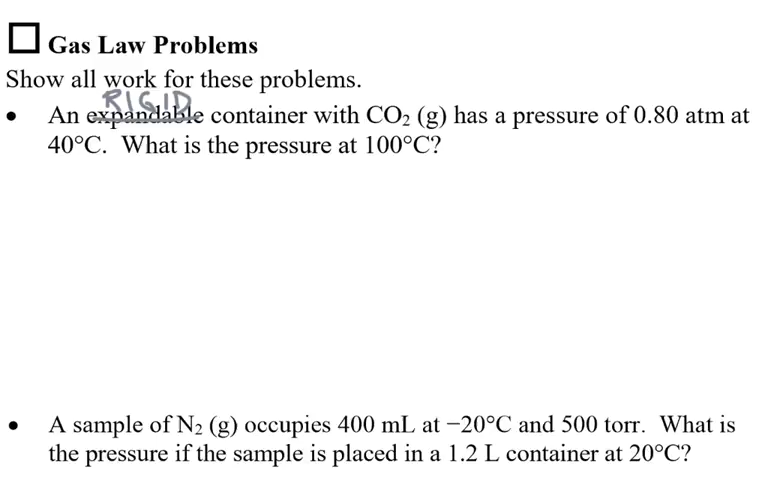 Gas Law Problems
Show all work for these problems.
RIGID
• An expandable container with CO₂ (g) has a pressure of 0.80 atm at
40°C. What is the pressure at 100°C?
• A sample of N₂ (g) occupies 400 mL at −20°C and 500 torr. What is
the pressure if the sample is placed in a 1.2 L container at 20°C?